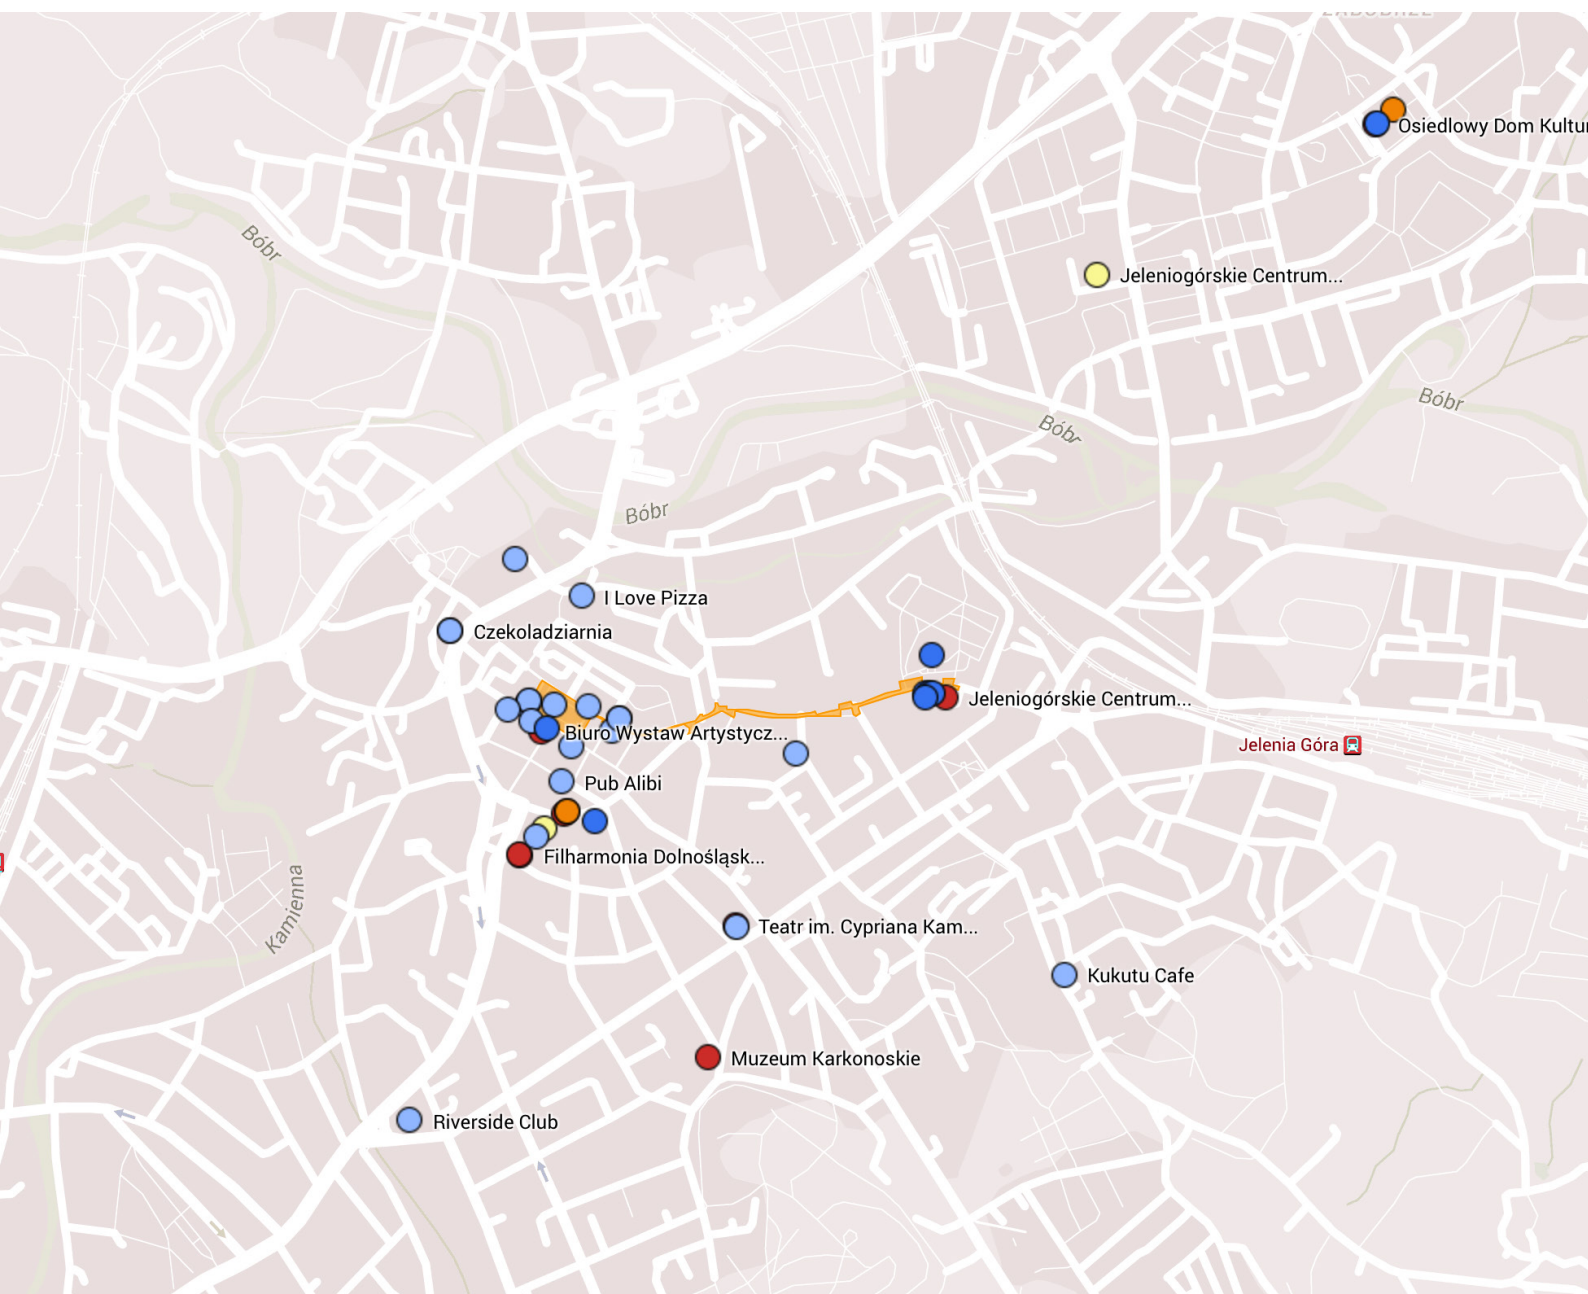 ZABOBRZE
Osiedlowy Dom Kultur
Bóbr
Jeleniogórskie Centrum...
Bóbr
Bóbr
Bóbr
I Love Pizza
Czekoladziarnia
Jeleniogórskie Centrum...
Biuro Wystaw Artystycz...
Jelenia Góra
Pub Alibi
Filharmonia Dolnośląsk...
Kamienna
Teatr im. Cypriana Kam...
Kukutu Cafe
Muzeum Karkonoskie
Riverside Club